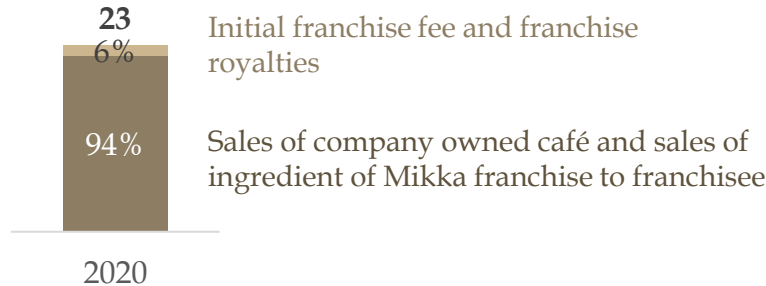 23
6%
Initial franchise fee and franchise
royalties
94%
Sales of company owned café and sales of
ingredient of Mikka franchise to franchisee
2020